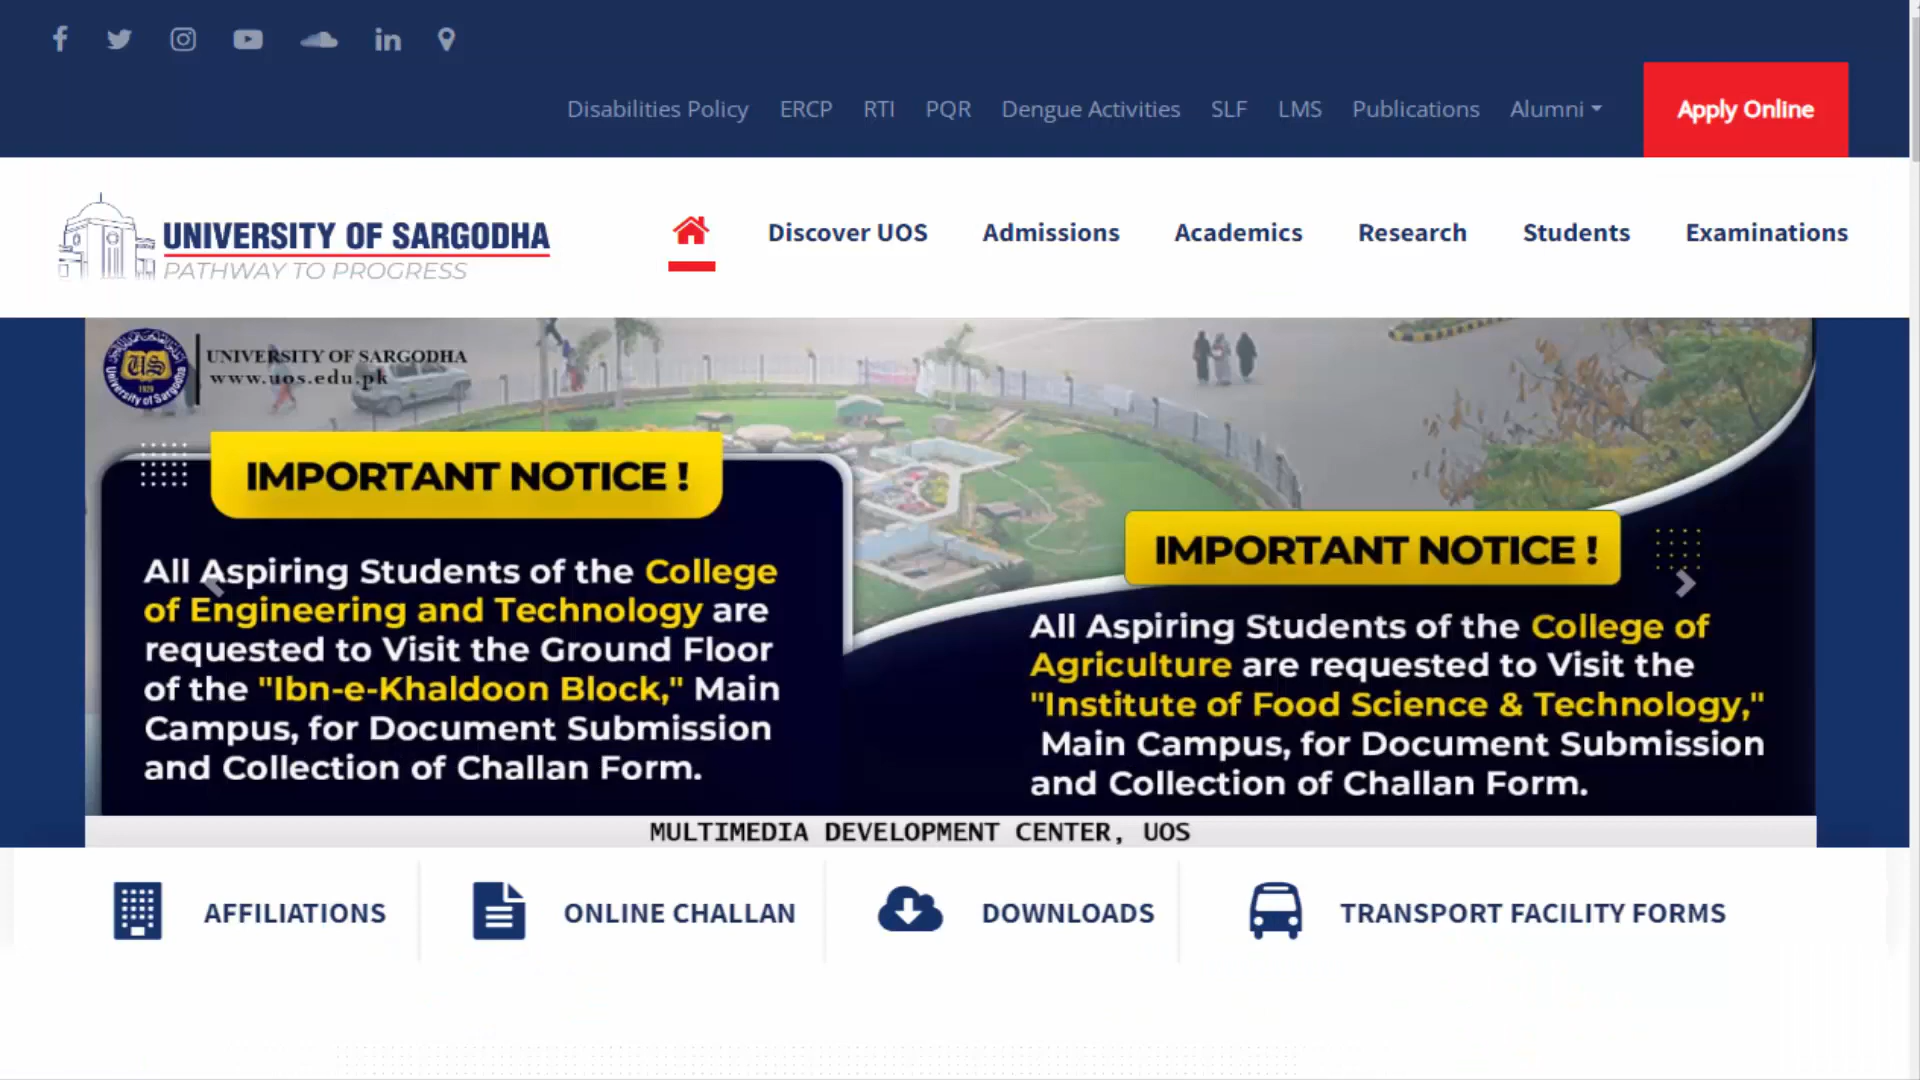 Disabilities Policy ERCP RTI PQR Dengue Activities SLF LMS Publications Alumni Apply Online
UNIVERSITY OF SARGODHA
PATHWAY TO PROGRESS
Discover UOS Admissions Academics Research Students Examinations
US
1929
University of Sargodha
UNIVERSITY OF SARGODHA
www.uos.edu.pk
IMPORTANT NOTICE !
All Aspiring Students of the College
of Engineering and Technology are
requested to Visit the Ground Floor
of the "Ibn-e-Khaldoon Block," Main
Campus, for Document Submission
and Collection of Challan Form.
IMPORTANT NOTICE !
All Aspiring Students of the College of
Agriculture are requested to Visit the
"Institute of Food Science & Technology,"
Main Campus, for Document Submission
and Collection of Challan Form.
MULTIMEDIA DEVELOPMENT CENTER, UOS
AFFILIATIONS ONLINE CHALLAN DOWNLOADS TRANSPORT FACILITY FORMS